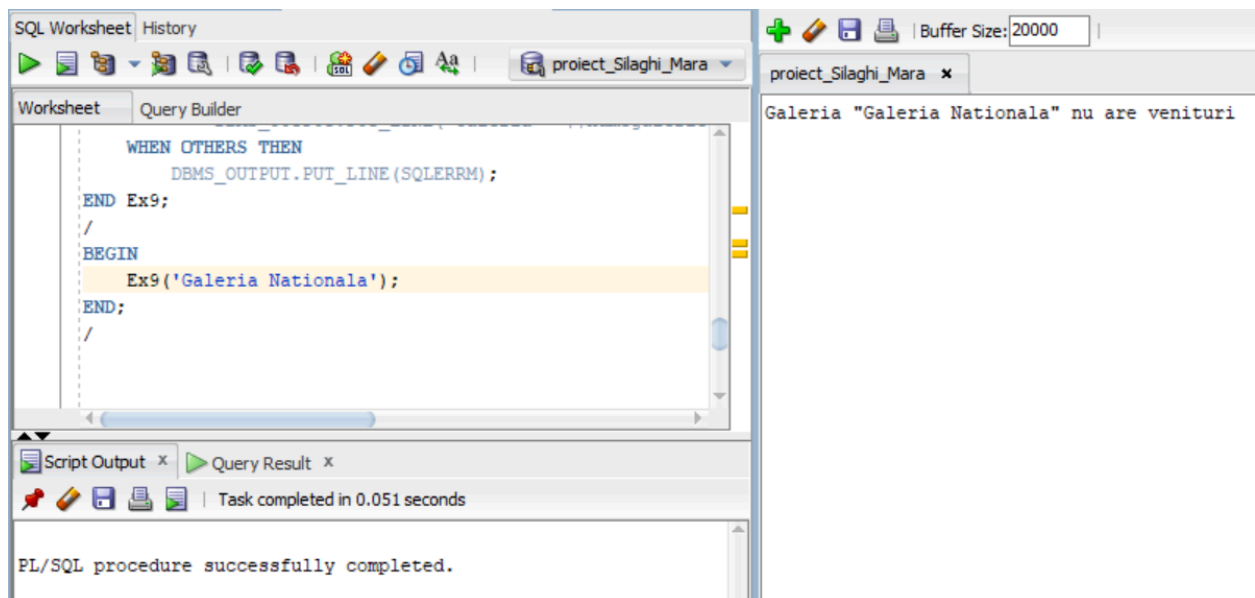 SQL Worksheet History
proiect_Silaghi_Mara
Worksheet Query Builder
WHEN OTHERS THEN
DBMS_OUTPUT.PUT_LINE(SQLERRM);
END Ex9;
/
BEGIN
Ex9('Galeria Nationala');
END;
/
Script Output x Query Result x
Task completed in 0.051 seconds
PL/SQL procedure successfully completed.
Buffer Size: 20000
proiect_Silaghi_Mara x
Galeria "Galeria Nationala" nu are venituri